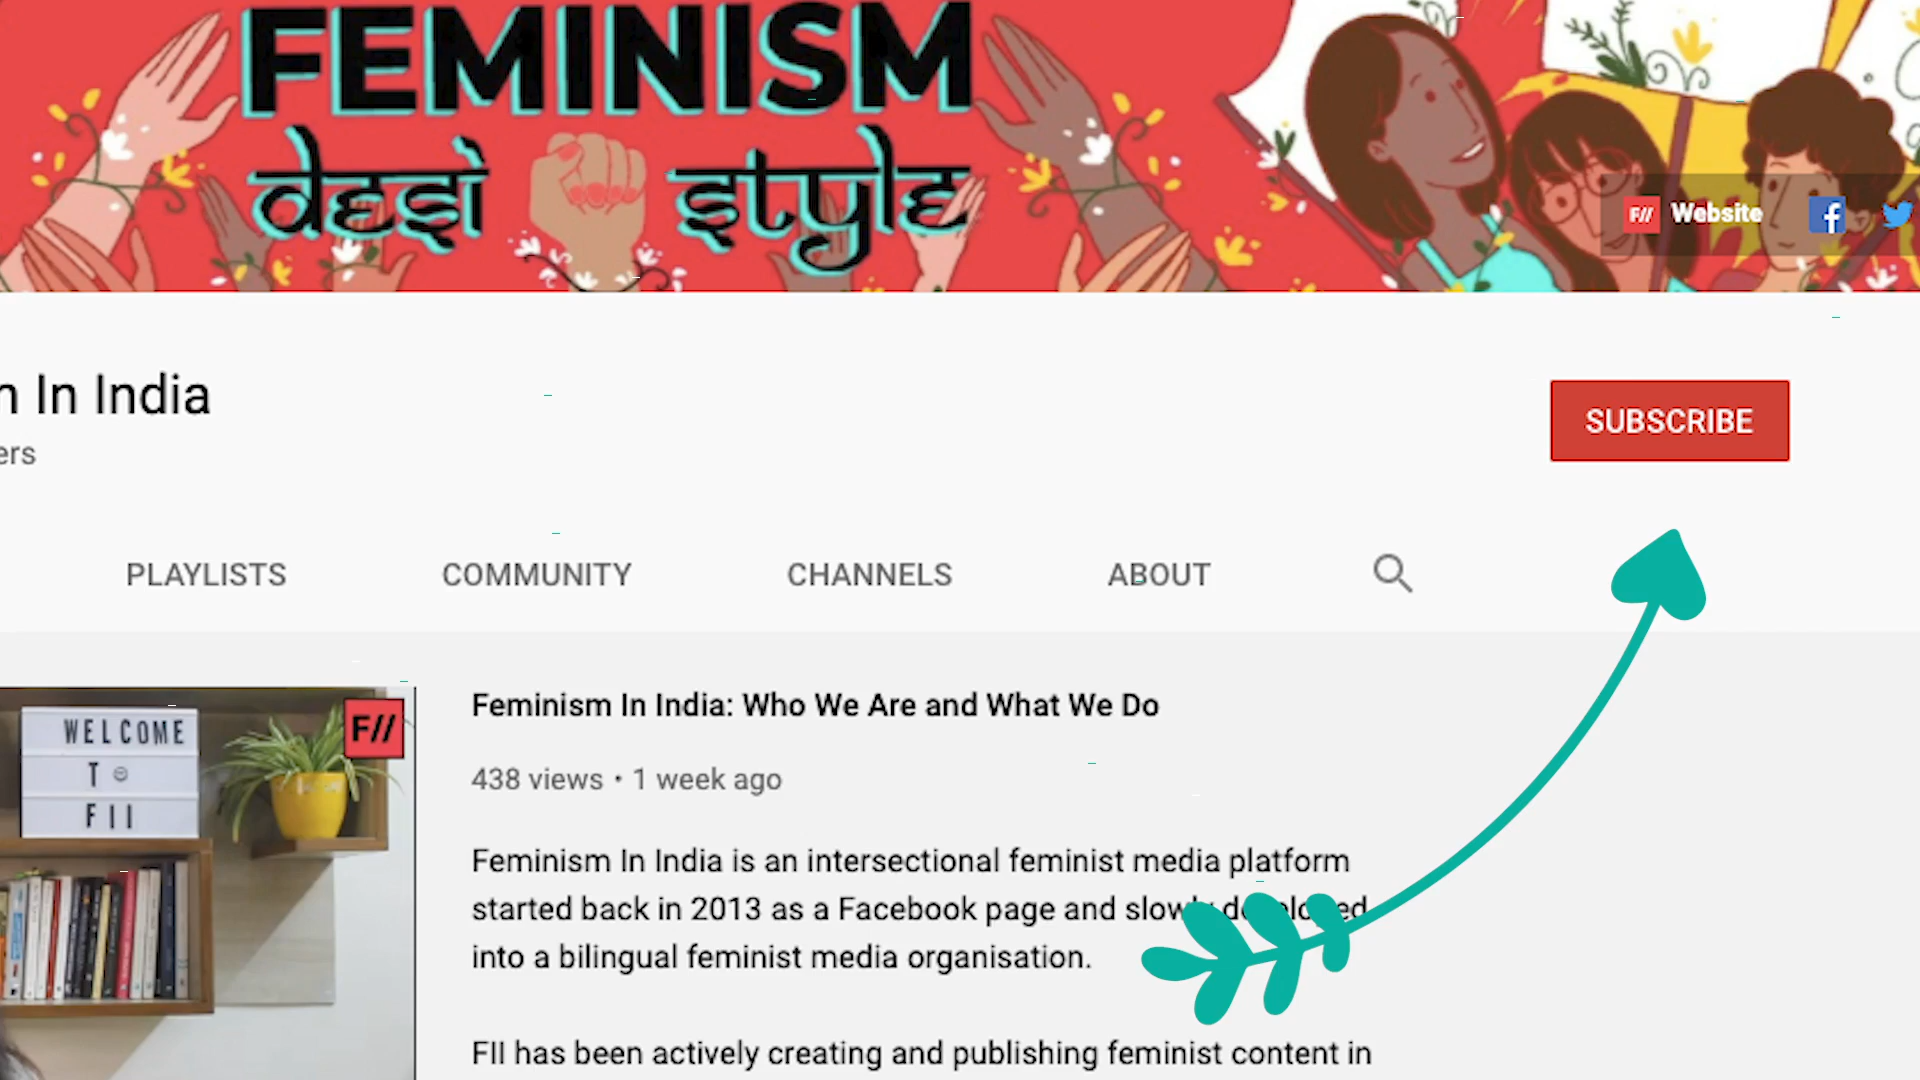 FEMINISM
desi style
F// Website
In India
SUBSCRIBE
PLAYLISTS COMMUNITY CHANNELS ABOUT
Feminism In India: Who We Are and What We Do
438 views • 1 week ago
WELCOME
T
FII
F//
Feminism In India is an intersectional feminist media platform
started back in 2013 as a Facebook page and slowly
into a bilingual feminist media organisation.
FII has been actively creating and publishing feminist content in